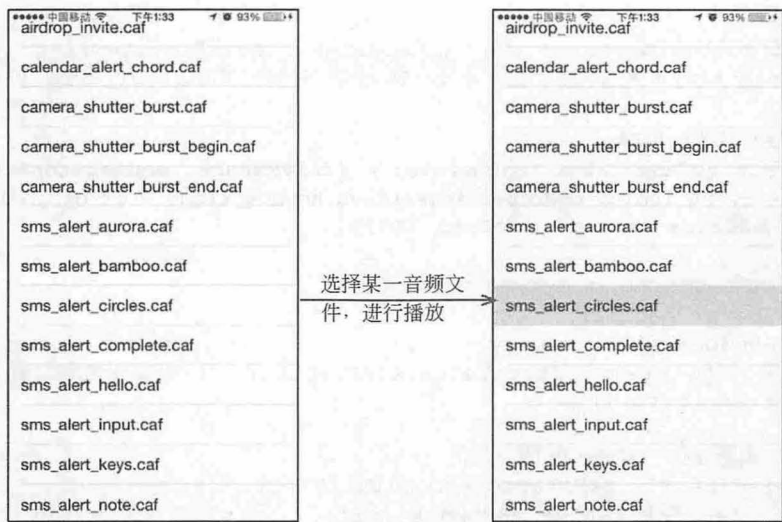 ●●●●● 中国移动 下午1:33 93%
airdrop_invite.caf
calendar_alert_chord.caf
camera_shutter_burst.caf
camera_shutter_burst_begin.caf
camera_shutter_burst_end.caf
sms_alert_aurora.caf
sms_alert_bamboo.caf
sms_alert_circles.caf
sms_alert_complete.caf
sms_alert_hello.caf
sms_alert_input.caf
sms_alert_keys.caf
sms_alert_note.caf
选择某一音频文
件，进行播放
●●●●● 中国移动 下午1:33 93%
airdrop_invite.caf
calendar_alert_chord.caf
camera_shutter_burst.caf
camera_shutter_burst_begin.caf
camera_shutter_burst_end.caf
sms_alert_aurora.caf
sms_alert_bamboo.caf
sms_alert_circles.caf
sms_alert_complete.caf
sms_alert_hello.caf
sms_alert_input.caf
sms_alert_keys.caf
sms_alert_note.caf